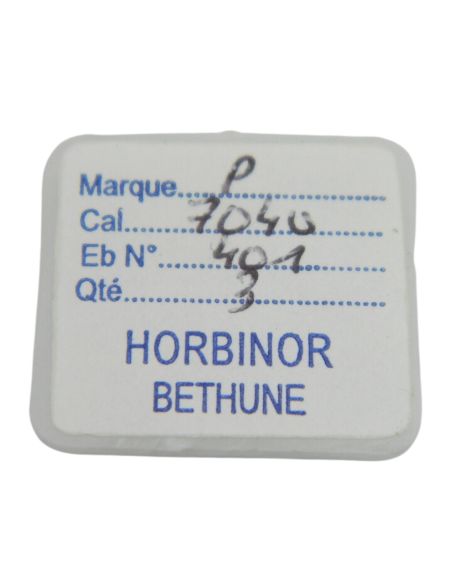 Marque....P....................
Cal........7040..............
Eb N°........401..............
Qté...........3.................
HORBINOR
BETHUNE